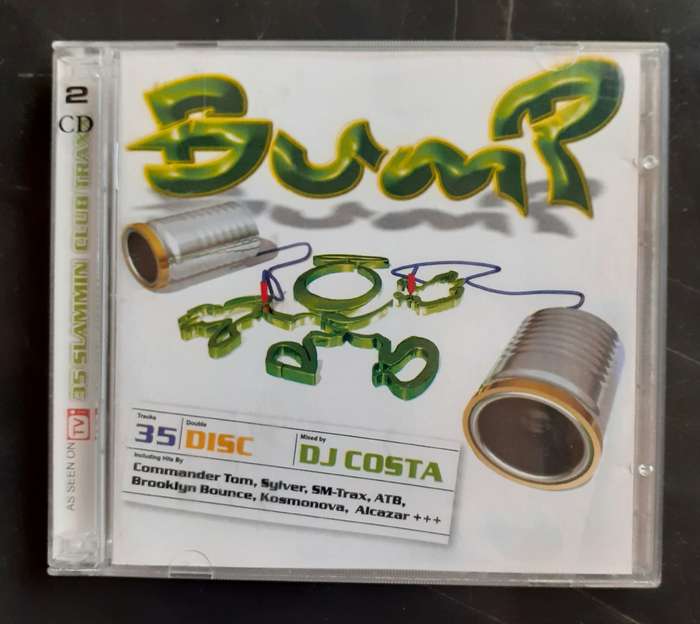 2
CD
35 SLAMMIN CLUB TRAX
AS SEEN ON TV
Bump
Tracks
35
Double
DISC
Mixed by
DJ COSTA
Including Hits By
Commander Tom, Sylver, SM-Trax, ATB,
Brooklyn Bounce, Kosmonova, Alcazar +++